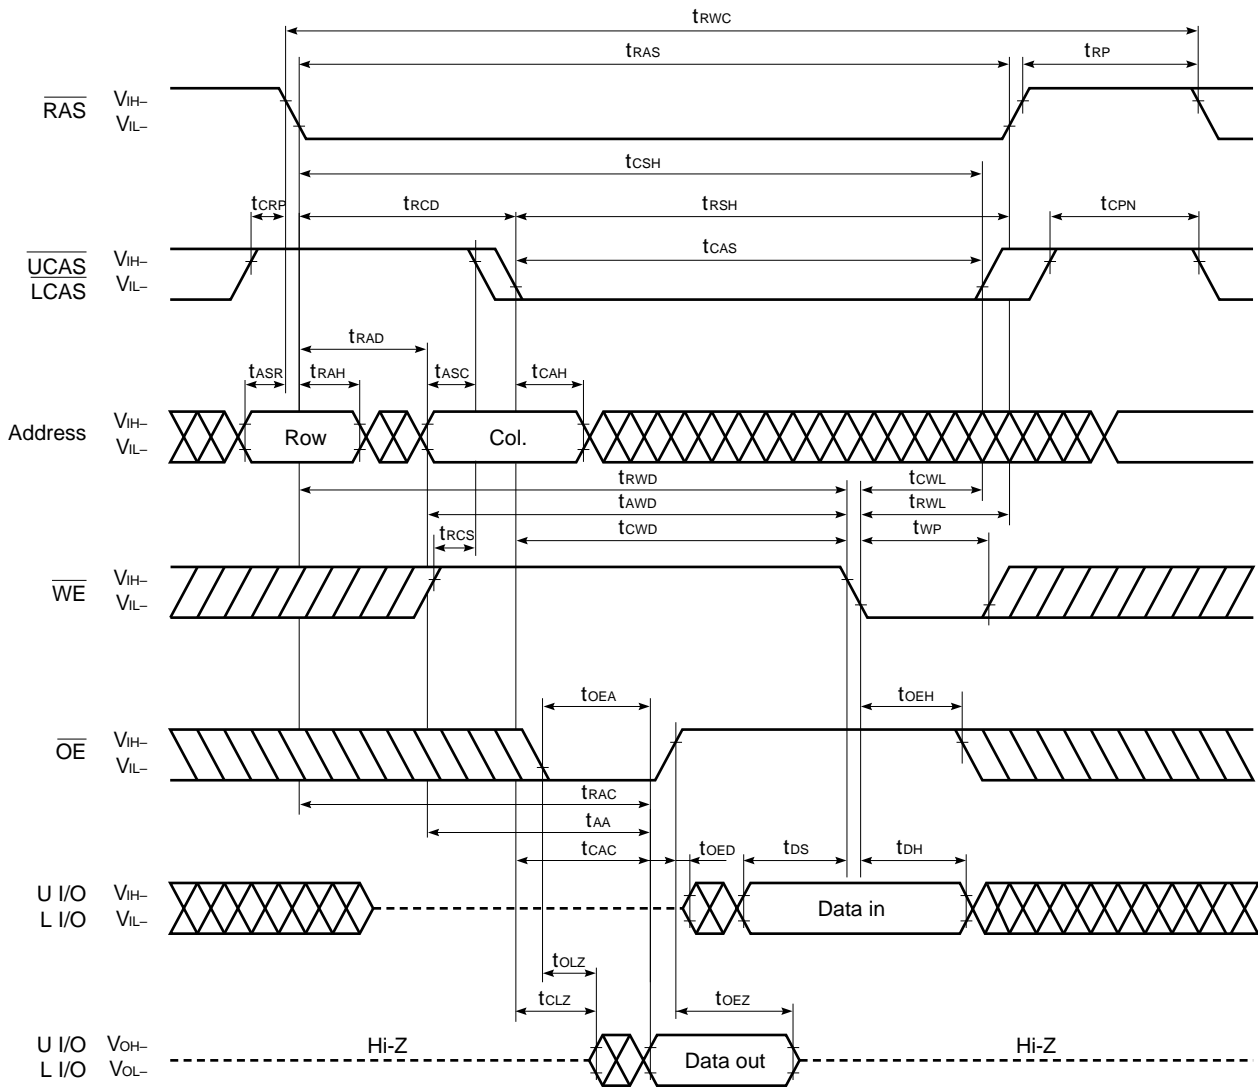 tRWC
tRAS tRP
RAS VIH–
VIL–
tCSH
tCRP tRCD tRSH tCPN
UCAS VIH–
tCAS
LCAS VIL–
tRAD
tASR tRAH tASC tCAH
Address VIH–
VIL–
Row Col.
tRWD tCWL
tAWD tRWL
tRCS tCWD tWP
WE VIH–
VIL–
tOEA tOEH
OE VIH–
VIL–
tRAC
tAA
tCAC tOED tDS tDH
U I/O VIH–
L I/O VIL–
Data in
tOLZ
tCLZ tOEZ
U I/O VOH–
L I/O VOL–
Hi-Z Data out Hi-Z